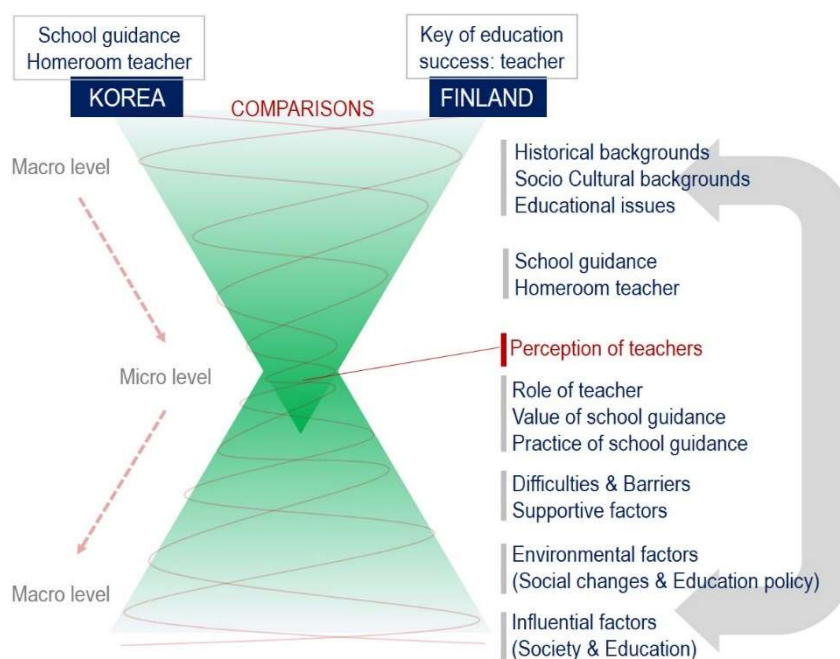 School guidance
Homeroom teacher
Key of education
success: teacher
KOREA
COMPARISONS
FINLAND
Macro level
Historical backgrounds
Socio Cultural backgrounds
Educational issues
School guidance
Homeroom teacher
Perception of teachers
Micro level
Role of teacher
Value of school guidance
Practice of school guidance
Difficulties & Barriers
Supportive factors
Environmental factors
(Social changes & Education policy)
Macro level
Influential factors
(Society & Education)